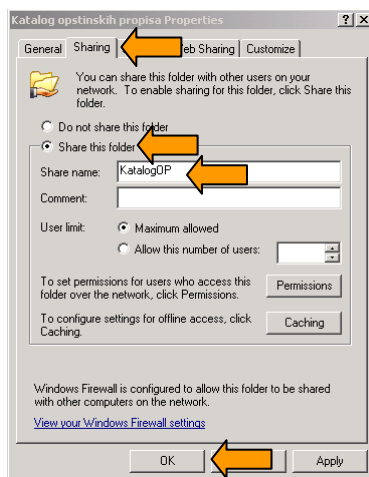 Katalog opstinskih propisa Properties
General Sharing eb Sharing Customize
You can share this folder with other users on your
network. To enable sharing for this folder, click Share this
folder.
Do not share this folder
Share this folder
Share name: KatalogOP
Comment:
User limit: Maximum allowed
Allow this number of users:
To set permissions for users who access this
folder over the network, click Permissions.
Permissions
To configure settings for offline access, click
Caching.
Caching
Windows Firewall is configured to allow this folder to be shared
with other computers on the network.
View your Windows Firewall settings
OK Apply